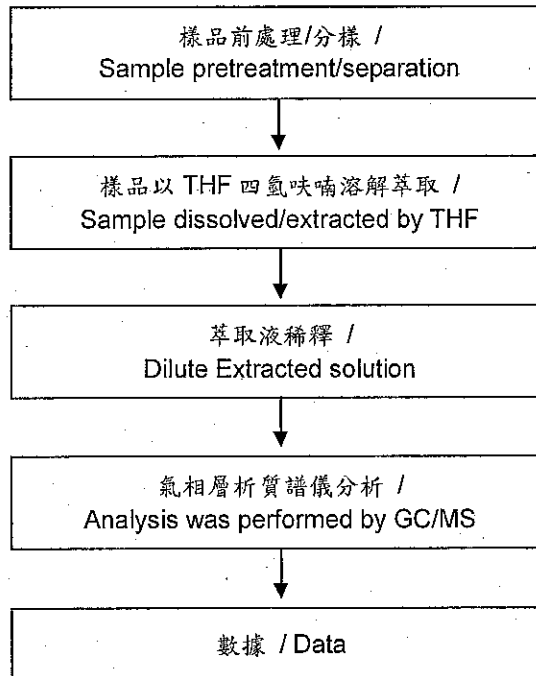 樣品前處理/分樣 /
Sample pretreatment/separation
樣品以 THF 四氫呋喃溶解萃取 /
Sample dissolved/extracted by THF
萃取液稀釋 /
Dilute Extracted solution
氣相層析質譜儀分析 /
Analysis was performed by GC/MS
數據 / Data